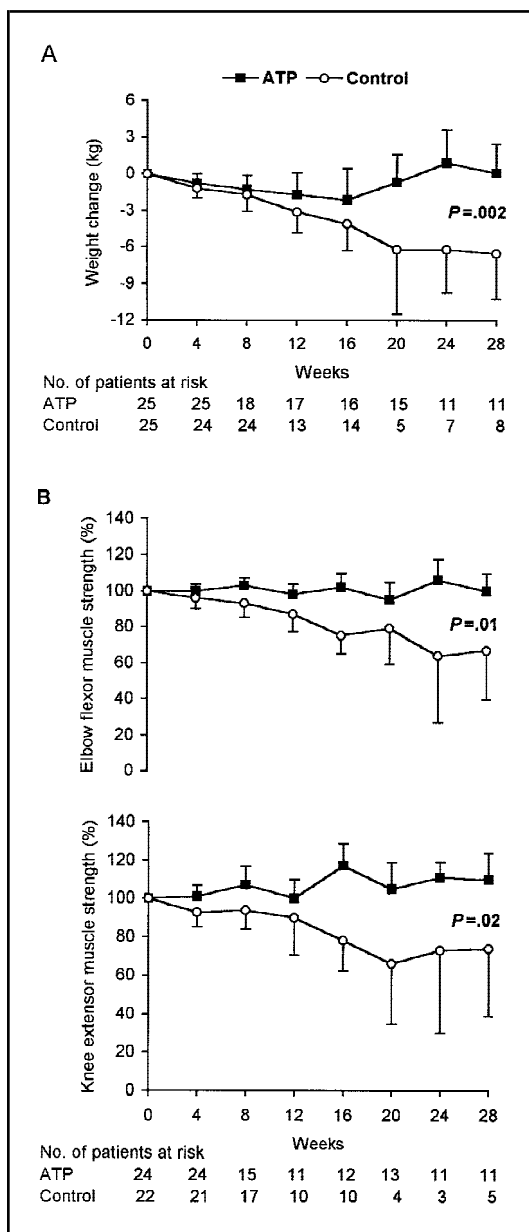 A
ATP Control
Weight change (kg)
6
3
0
-3
-6
-9
-12
P=.002
0 4 8 12 16 20 24 28
Weeks
No. of patients at risk
ATP 25 25 18 17 16 15 11 11
Control 25 24 24 13 14 5 7 8
B
Elbow flexor muscle strength (%)
140
120
100
80
60
40
20
0
P=.01
Knee extensor muscle strength (%)
140
120
100
80
60
40
20
0
P=.02
0 4 8 12 16 20 24 28
Weeks
No. of patients at risk
ATP 24 24 15 11 12 13 11 11
Control 22 21 17 10 10 4 3 5